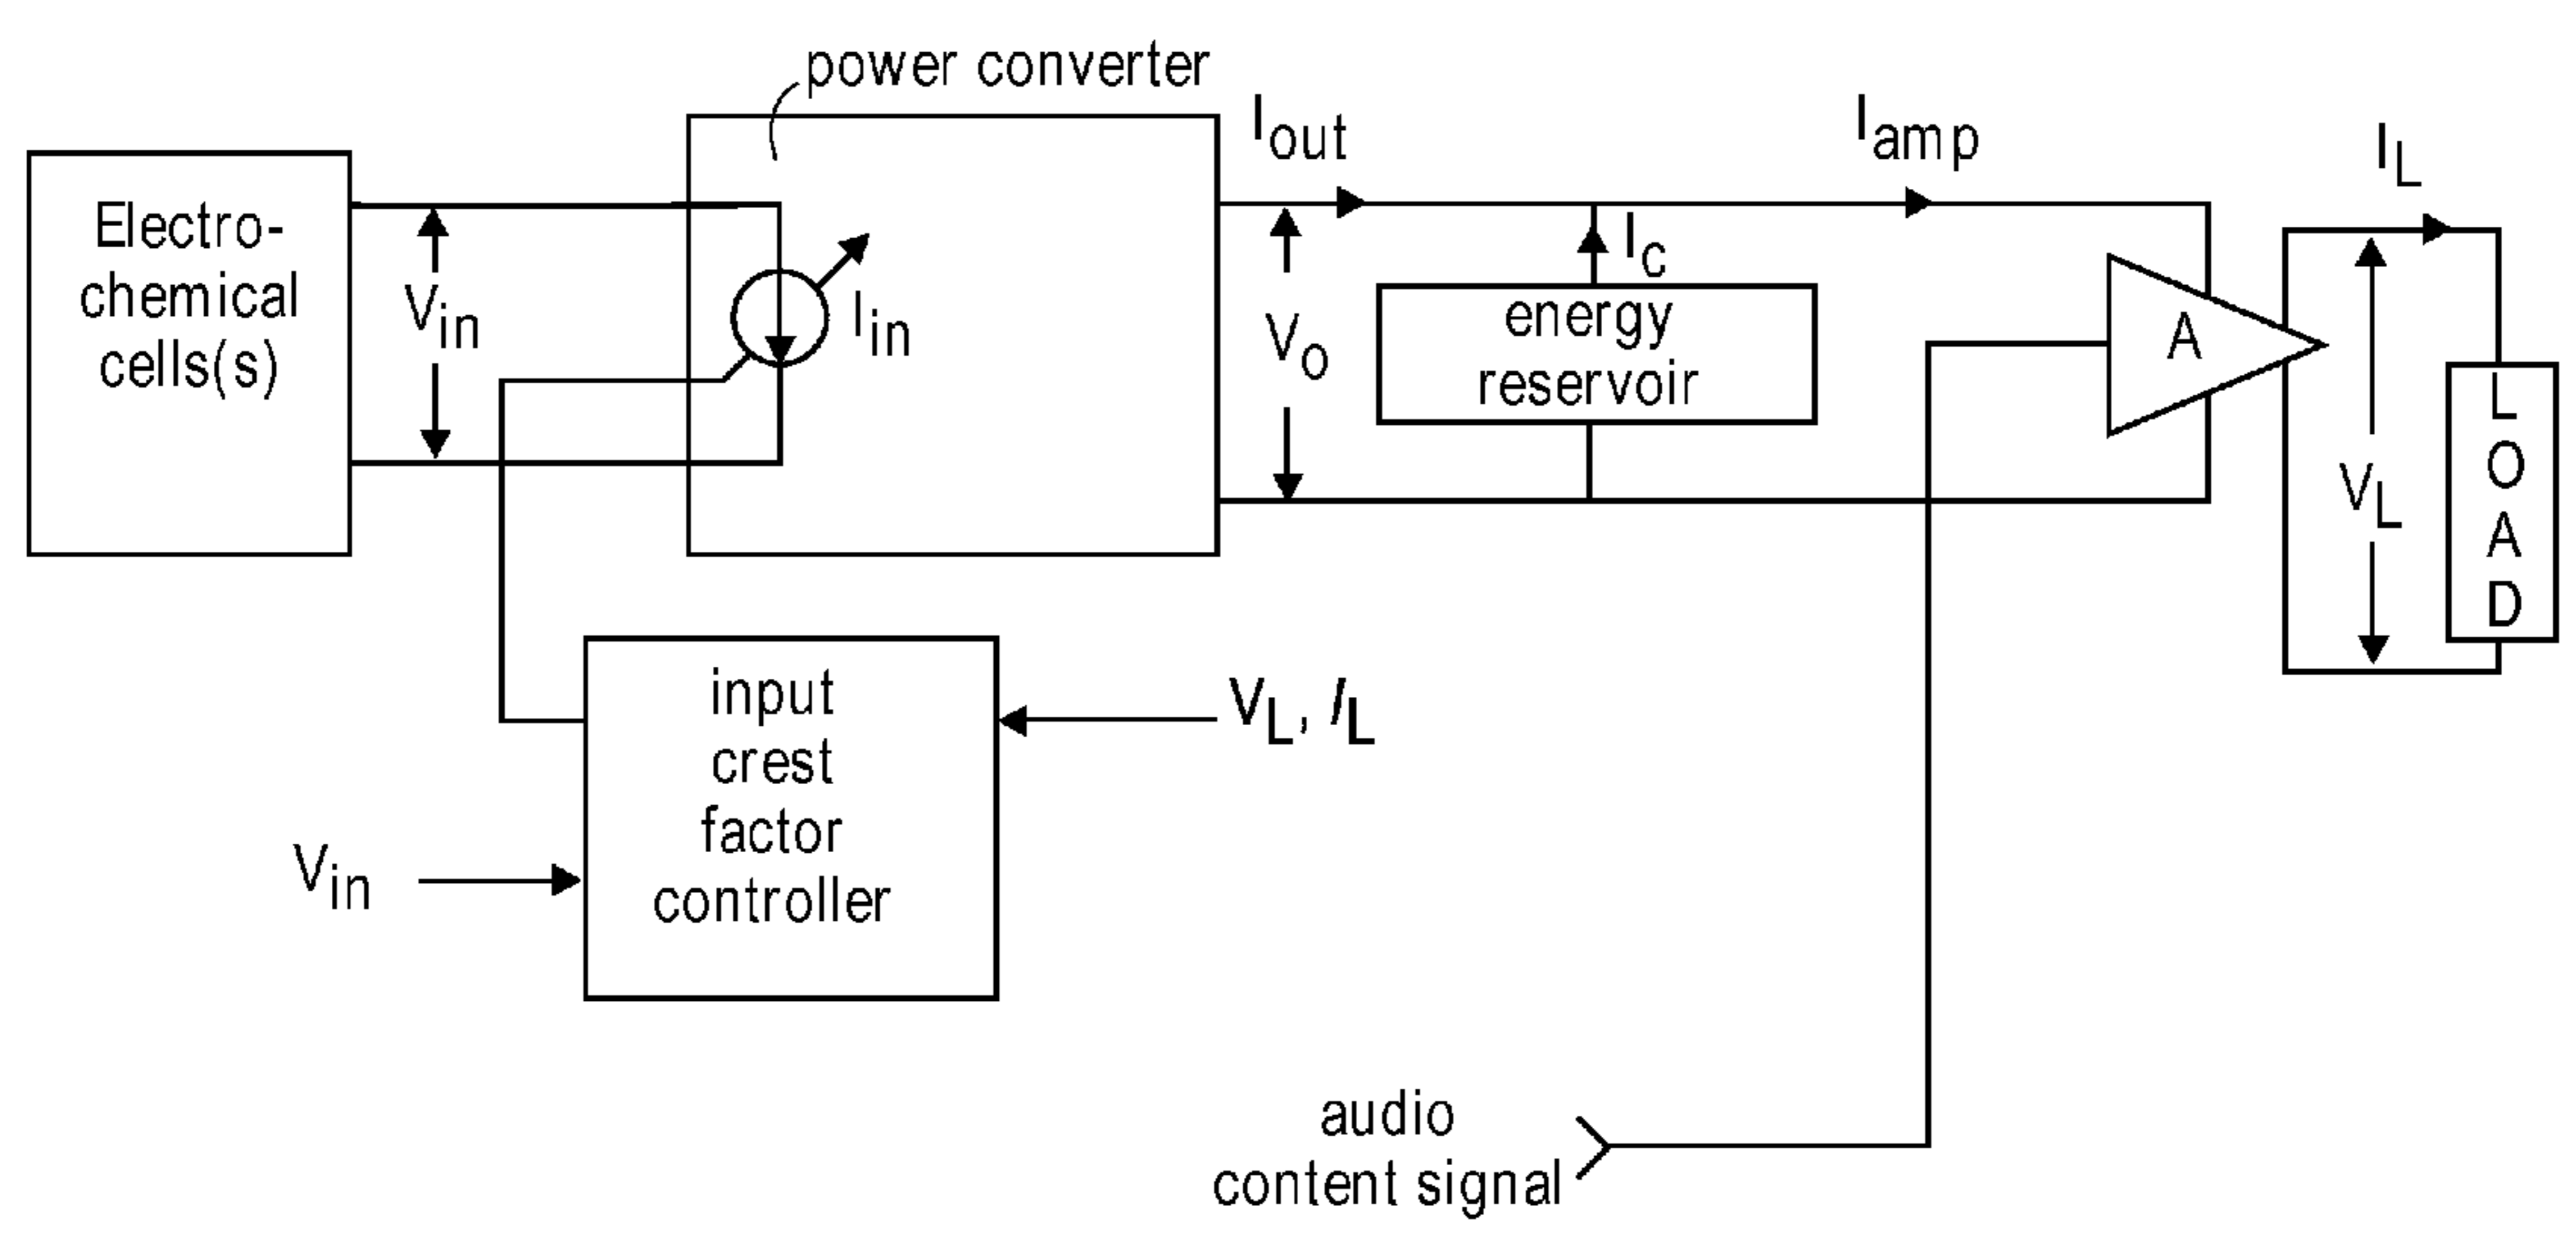 power converter
Electro-
chemical
cells(s)
Vin
Iin
Iout
Vo
Ic
energy
reservoir
Iamp
A
IL
VL
LOAD
input
crest
factor
controller
VL, IL
Vin
audio
content signal